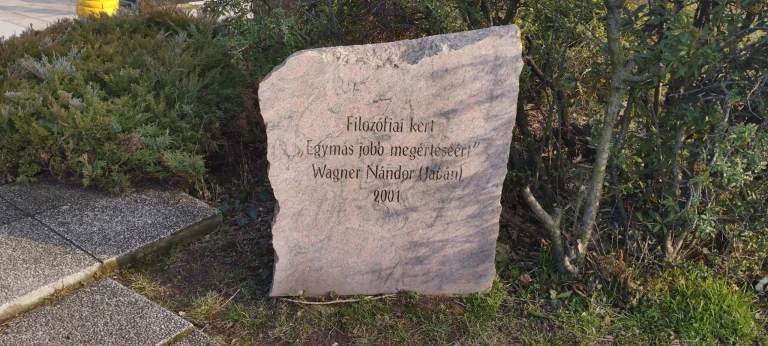 Filozófiai kert
„Egymás jobb megértéséért”
Wagner Nándor (Japán)
2001